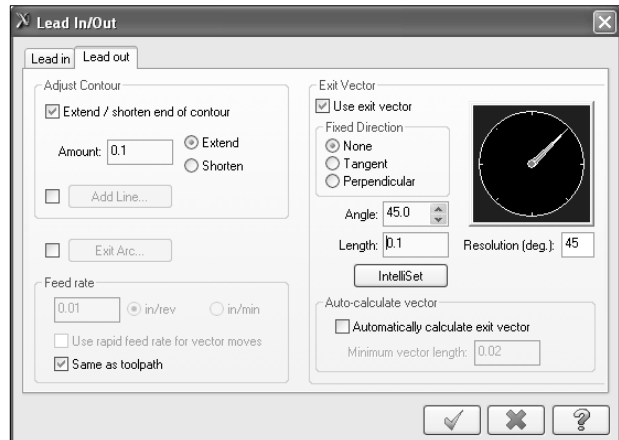 Lead In/Out
Lead in
Lead out
Adjust Contour
Extend / shorten end of contour
Amount: 0.1
Extend
Shorten
Add Line...
Exit Arc...
Feed rate
0.01 in/rev in/min
Use rapid feed rate for vector moves
Same as toolpath
Exit Vector
Use exit vector
Fixed Direction
None
Tangent
Perpendicular
Angle: 45.0
Length: 0.1
Resolution (deg.): 45
IntelliSet
Auto-calculate vector
Automatically calculate exit vector
Minimum vector length: 0.02